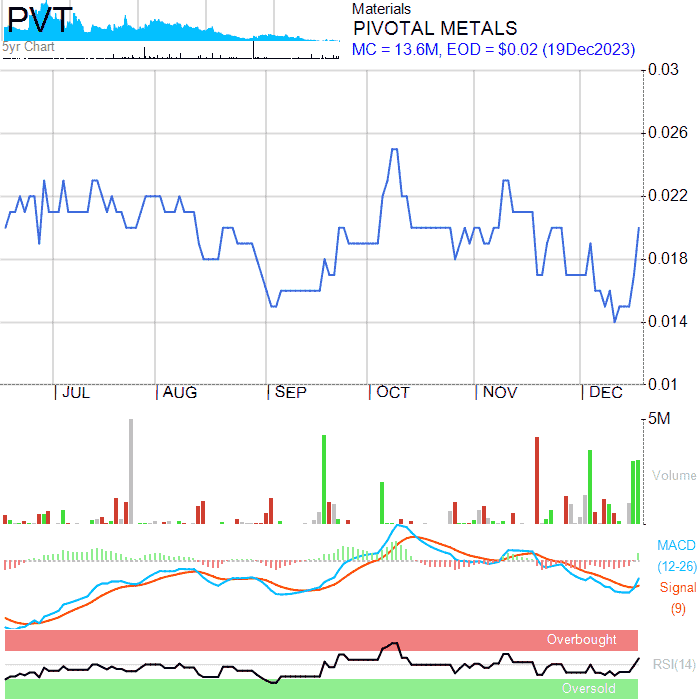 PVT
5yr Chart
Materials
PIVOTAL METALS
MC = 13.6M, EOD = $0.02 (19Dec2023)
0.03
0.026
0.022
0.018
0.014
0.01
JUL AUG SEP OCT NOV DEC
5M
Volume
MACD
(12-26)
Signal
(9)
Overbought
RSI(14)
Oversold